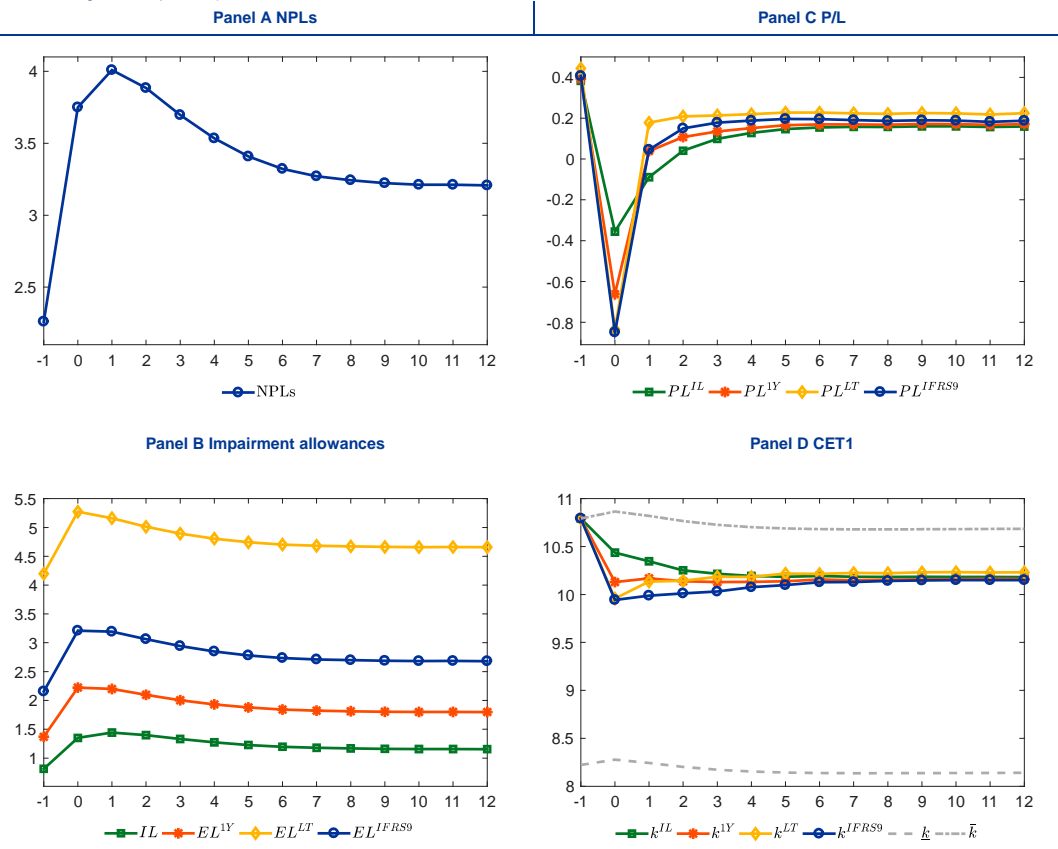 Panel A NPLs
4
3.5
3
2.5
-1 0 1 2 3 4 5 6 7 8 9 10 11 12
NPLs
Panel C P/L
0.4
0.2
0
-0.2
-0.4
-0.6
-0.8
-1 0 1 2 3 4 5 6 7 8 9 10 11 12
PL^{IL} PL^{1Y} PL^{LT} PL^{IFRS9}
Panel B Impairment allowances
5.5
5
4.5
4
3.5
3
2.5
2
1.5
1
-1 0 1 2 3 4 5 6 7 8 9 10 11 12
IL EL^{1Y} EL^{LT} EL^{IFRS9}
Panel D CET1
11
10.5
10
9.5
9
8.5
8
-1 0 1 2 3 4 5 6 7 8 9 10 11 12
k^{IL} k^{1Y} k^{LT} k^{IFRS9} k̲ k̄